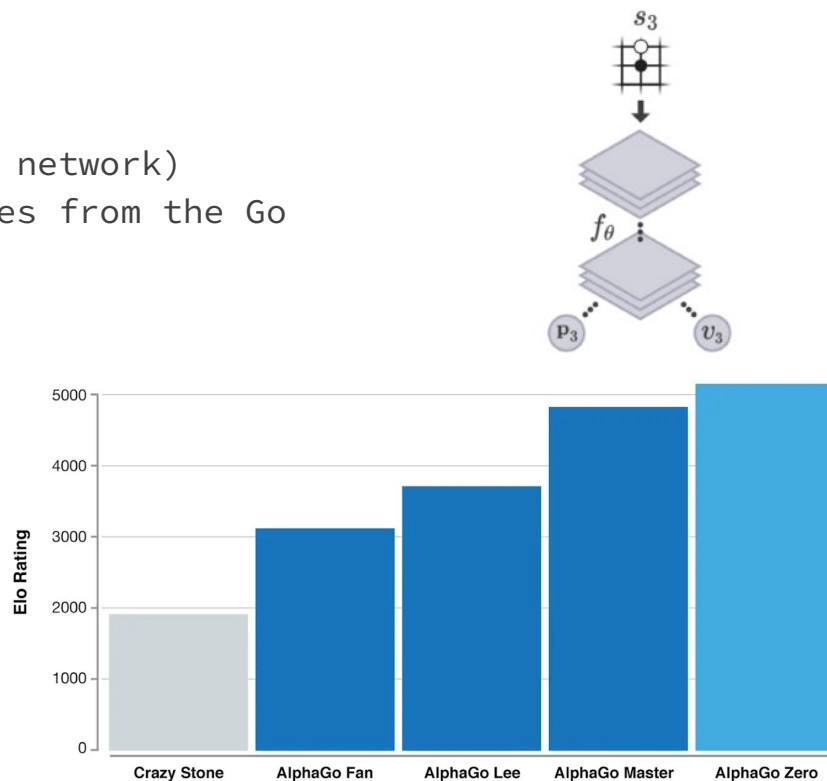 s₃
network)
es from the Go
f_θ
p₃
v₃
5000
4000
3000
2000
1000
0
Elo Rating
Crazy Stone AlphaGo Fan AlphaGo Lee AlphaGo Master AlphaGo Zero